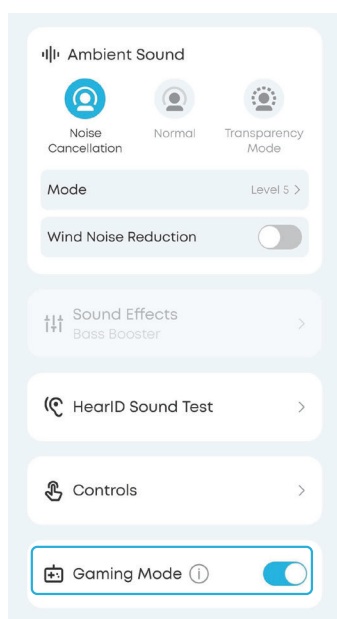 Ambient Sound
Noise
Cancellation
Normal
Transparency
Mode
Mode
Level 5 >
Wind Noise Reduction
Sound Effects
Bass Booster
HearID Sound Test
Controls
Gaming Mode